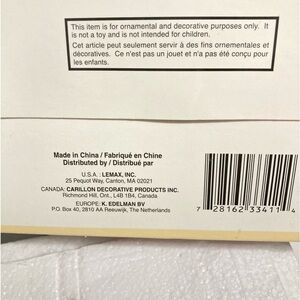 This item is for ornamental and decorative purposes only. It
is not a toy and is not intended for children.
Cet article peut seulement servir à des fins ornementales et
décoratives. Ce n'est pas un jouet et n'a pas été conçu pour
les enfants.
Made in China / Fabriqué en Chine
Distributed by / Distribué par
U.S.A.: LEMAX, INC.
25 Pequot Way, Canton, MA 02021
CANADA: CARILLON DECORATIVE PRODUCTS INC.
Richmond Hill, Ont., L4B 1B4, Canada
EUROPE: K. EDELMAN BV
P.O. Box 40, 2810 AA Reeuwijk, The Netherlands
7 28162 33411 4